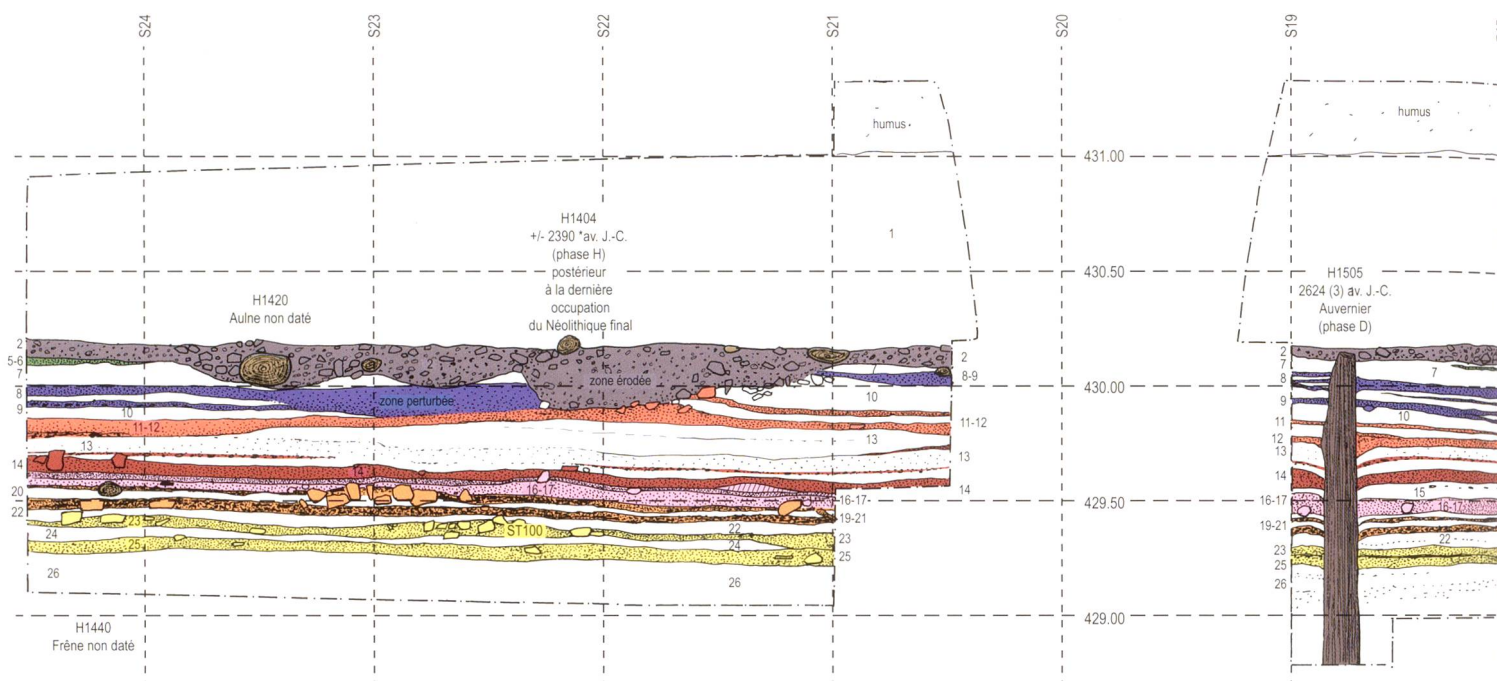 S24
S23
S22
S21
S20
S19
humus
humus
431.00
H1404
+/- 2390 *av. J.-C.
(phase H)
postérieur
à la dernière
occupation
du Néolithique final
1
430.50
H1420
Aulne non daté
H1505
2624 (3) av. J.-C.
Auvernier
(phase D)
2
5-6
7
8
9
10
11-12
13
14
20
22
24
26
zone érodée
zone perturbée
430.00
2
7
8-9
10
11-12
13
13
14
16-17
16-17
19-21
22
23
23
ST100
24
25
25
26
429.50
429.00
2
7
7
8
9
10
11
12
13
14
15
16-17
16-17
19-21
22
23
25
26
H1440
Frêne non daté